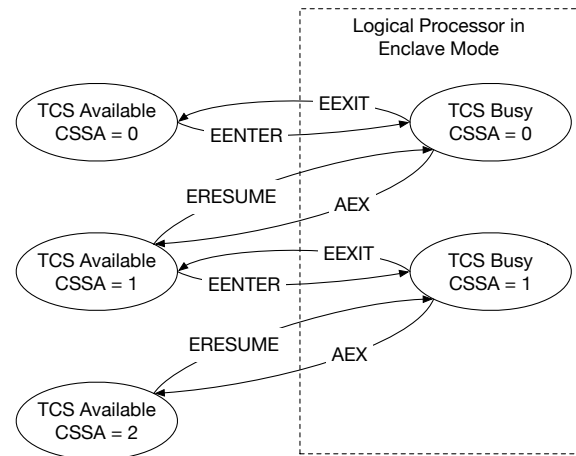 Logical Processor in
Enclave Mode
TCS Available
CSSA = 0
EEXIT
EENTER
TCS Busy
CSSA = 0
ERESUME
AEX
TCS Available
CSSA = 1
EEXIT
EENTER
TCS Busy
CSSA = 1
ERESUME
AEX
TCS Available
CSSA = 2